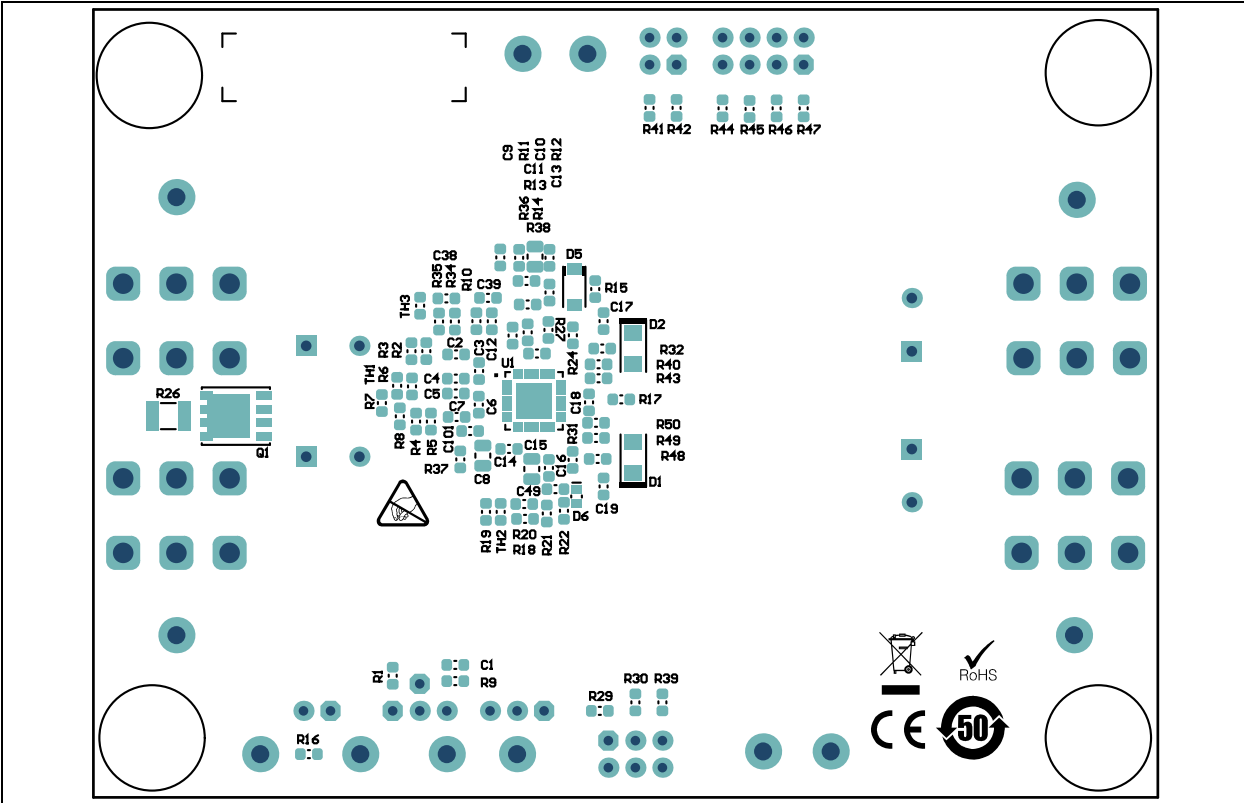 R41 R42 R44 R45 R46 R47
C9 R11 C10 R12
C11
C13
R13
R36 R14
R38
C38
D5
R35 R34 R10
C39
R15
TH3
C17
D2
R27
R3 R2
C2
C3 C12
U1
R24
R32
R40
R43
TH1 R6
C4
C5
R26
R7
C7
C6
C18
R17
R8 R4 R5 C101
R31
R50
R49
R48
Q1
R37
C14
C15
C16
C8
D1
C49
D6
C19
R19 TH2
R20
R18
R21 R22
R1
C1
R9
R30 R39
R29
RoHS
R16
CE
50